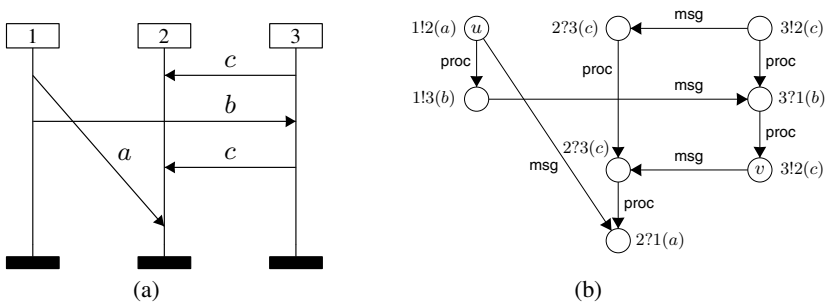 1 2 3
c
b
a
c
(a)
1!2(a) u 2?3(c) msg 3!2(c)
proc proc proc
msg
1!3(b) 3?1(b)
2?3(c) proc
msg msg v 3!2(c)
proc
2?1(a)
(b)